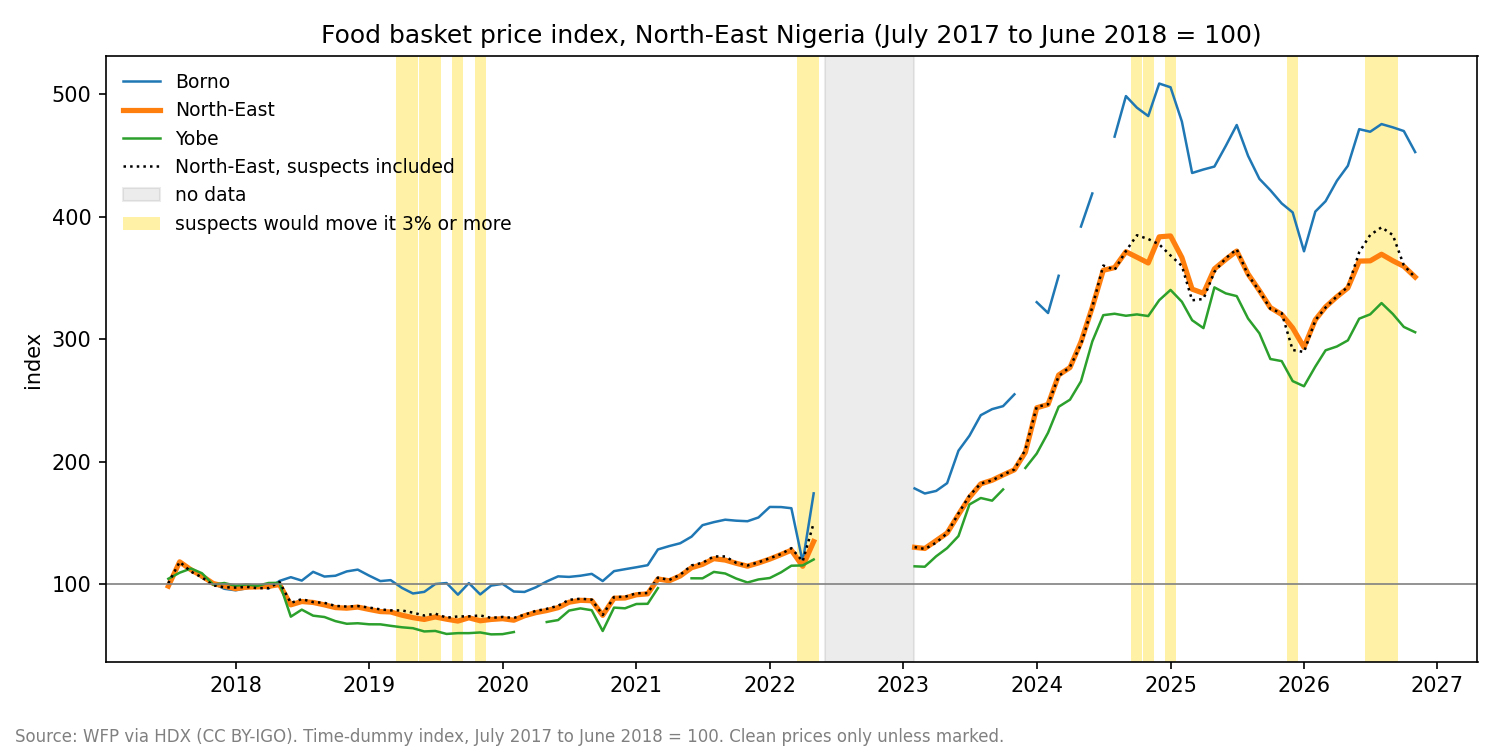 Food basket price index, North-East Nigeria (July 2017 to June 2018 = 100)
Borno
North-East
Yobe
North-East, suspects included
no data
suspects would move it 3% or more
index
500
400
300
200
100
2018 2019 2020 2021 2022 2023 2024 2025 2026 2027
Source: WFP via HDX (CC BY-IGO). Time-dummy index, July 2017 to June 2018 = 100. Clean prices only unless marked.